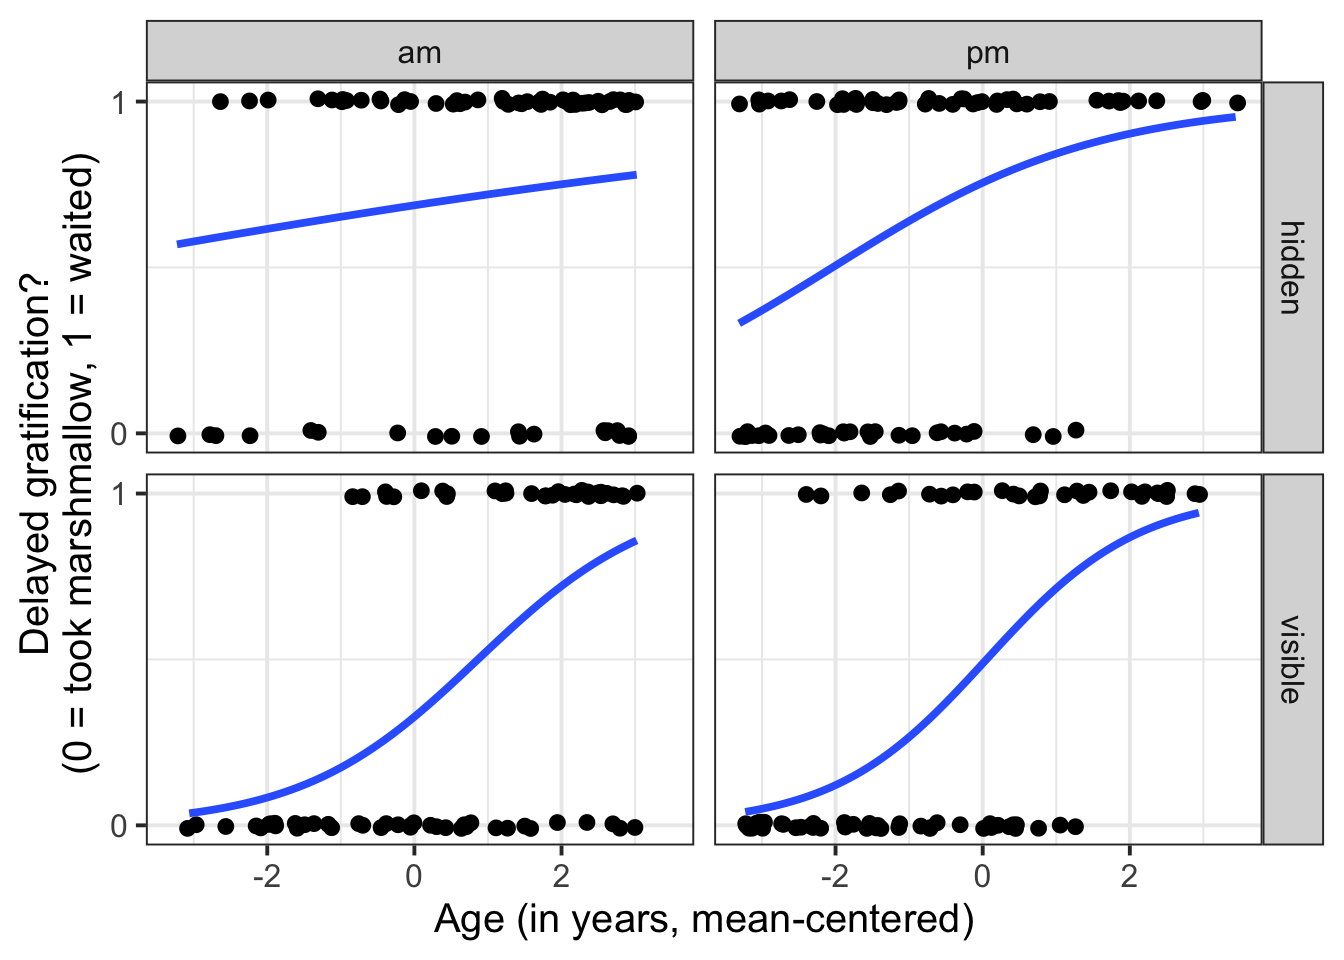 am
pm
Delayed gratification?
(0 = took marshmallow, 1 = waited)
1
0
hidden
1
0
visible
-2
0
2
-2
0
2
Age (in years, mean-centered)